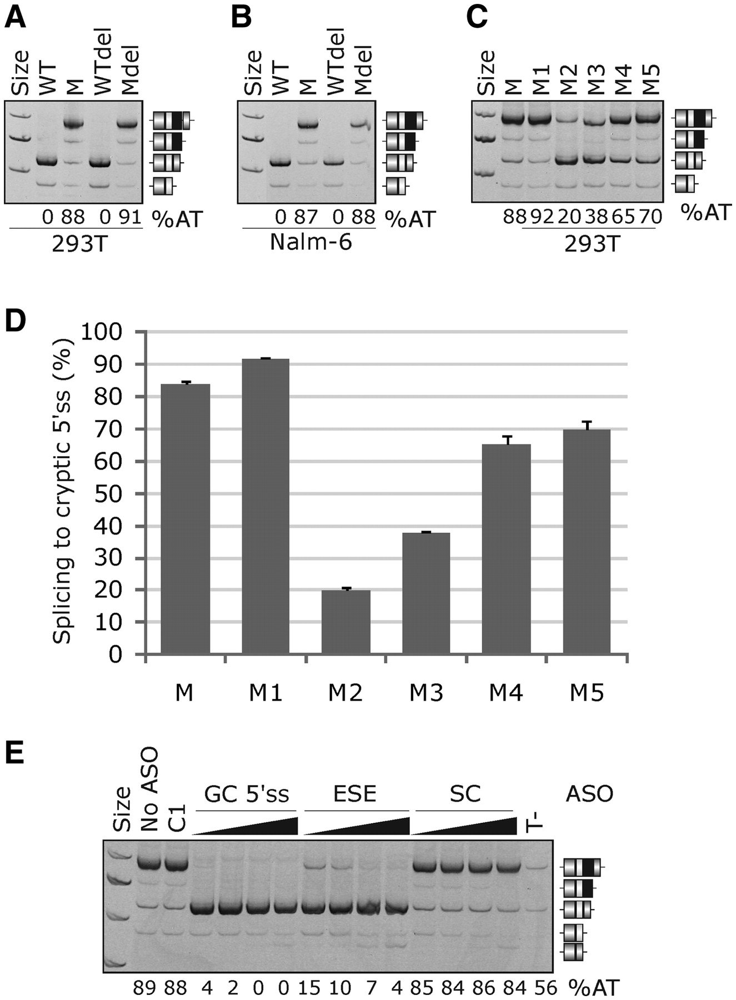 A
Size WT M WTdel Mdel
0 88 0 91 %AT
293T
B
Size WT M WTdel Mdel
0 87 0 88 %AT
Nalm-6
C
Size M M1 M2 M3 M4 M5
88 92 20 38 65 70 %AT
293T
D
Splicing to cryptic 5'ss (%)
100
90
80
70
60
50
40
30
20
10
0
M M1 M2 M3 M4 M5
E
Size No ASO C1 GC 5'ss ESE SC T- ASO
89 88 4 2 0 0 15 10 7 4 85 84 86 84 56 %AT